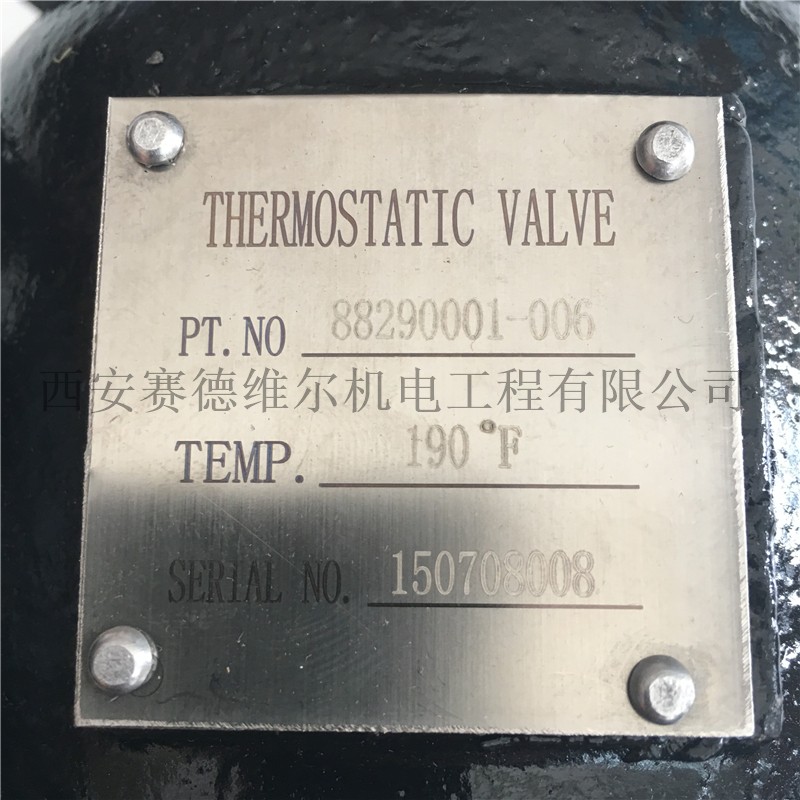 THERMOSTATIC VALVE
PT.NO 88290001-006
西安赛德维尔机电工程有限公司
TEMP. 190°F
SERIAL NO. 150708008